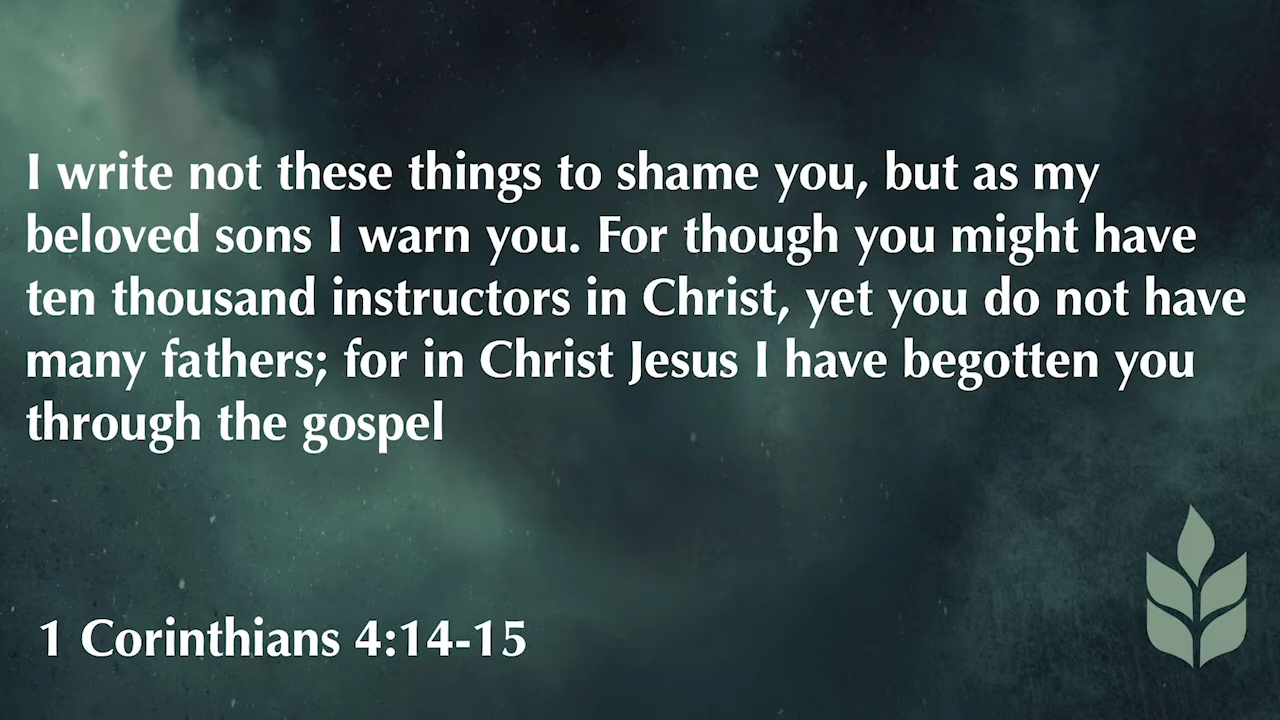 I write not these things to shame you, but as my
beloved sons I warn you. For though you might have
ten thousand instructors in Christ, yet you do not have
many fathers; for in Christ Jesus I have begotten you
through the gospel
1 Corinthians 4:14-15